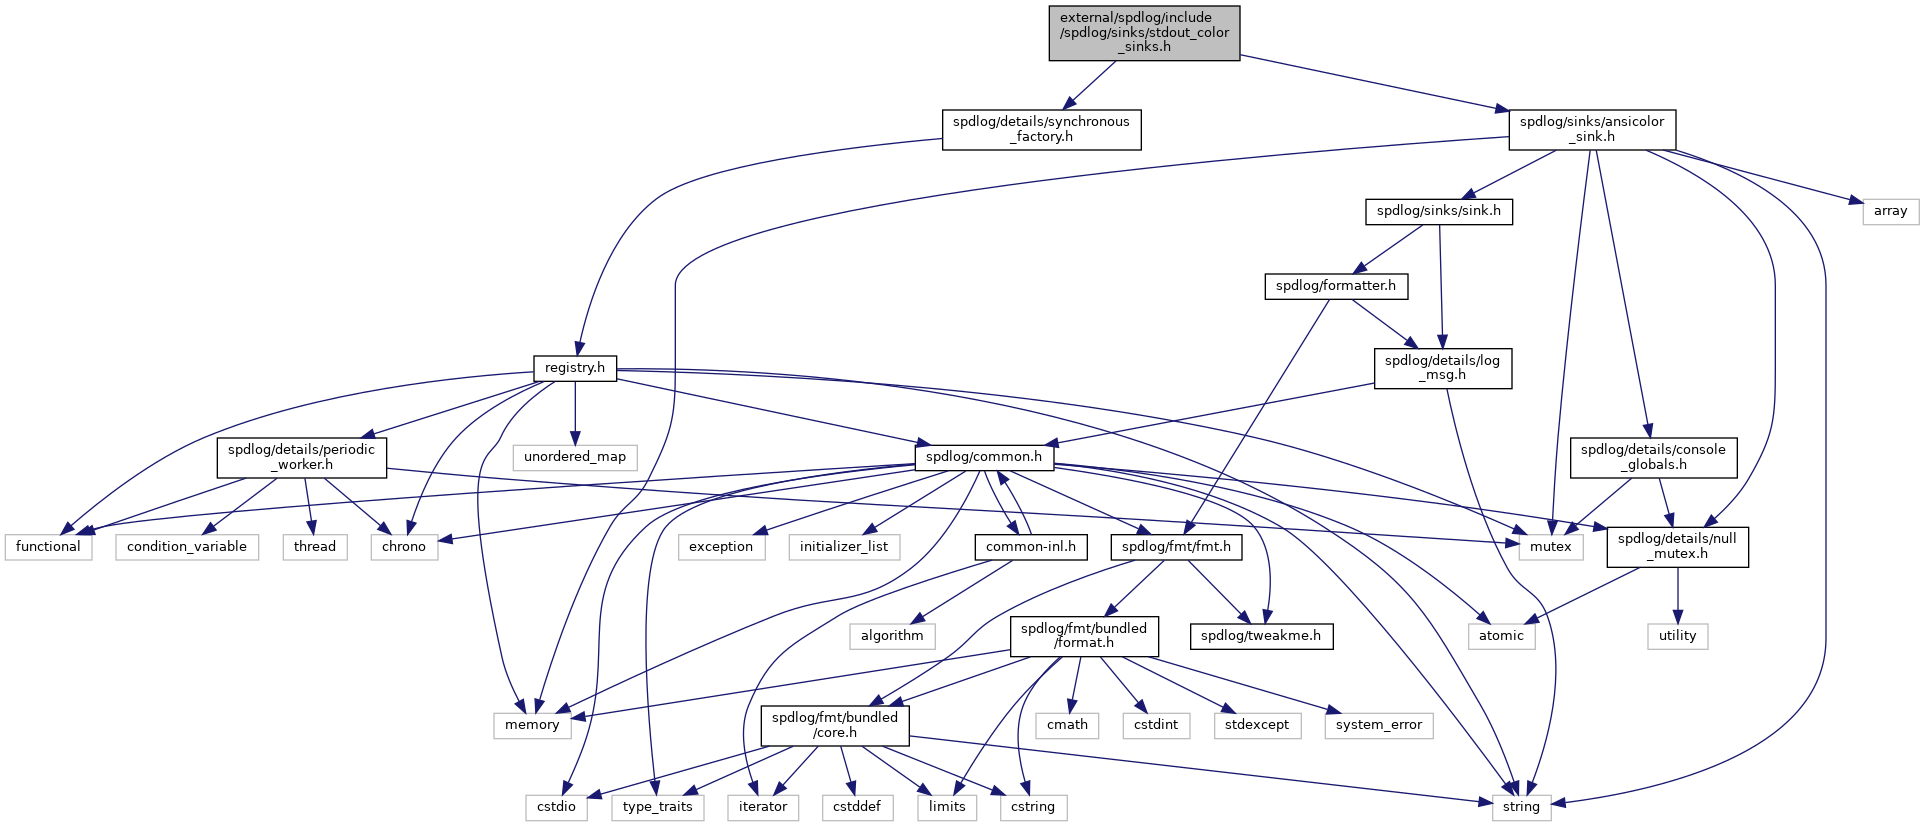 external/spdlog/include
/spdlog/sinks/stdout_color
_sinks.h
spdlog/details/synchronous
_factory.h
spdlog/sinks/ansicolor
_sink.h
spdlog/sinks/sink.h
array
spdlog/formatter.h
registry.h
spdlog/details/log
_msg.h
spdlog/details/periodic
_worker.h
unordered_map
spdlog/common.h
spdlog/details/console
_globals.h
functional
condition_variable
thread
chrono
exception
initializer_list
common-inl.h
spdlog/fmt/fmt.h
mutex
spdlog/details/null
_mutex.h
algorithm
spdlog/fmt/bundled
/format.h
spdlog/tweakme.h
atomic
utility
memory
spdlog/fmt/bundled
/core.h
cmath
cstdint
stdexcept
system_error
cstdio
type_traits
iterator
cstddef
limits
cstring
string